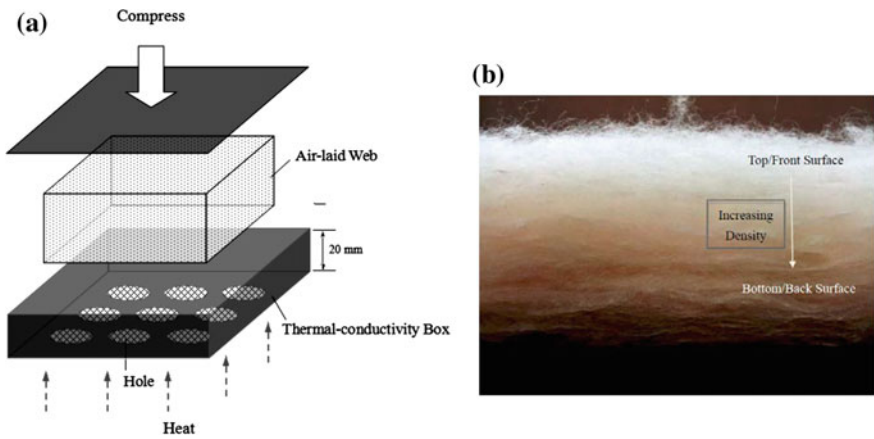 (a)
Compress
Air-laid Web
20 mm
Thermal-conductivity Box
Hole
Heat
(b)
Top/Front Surface
Increasing
Density
Bottom/Back Surface